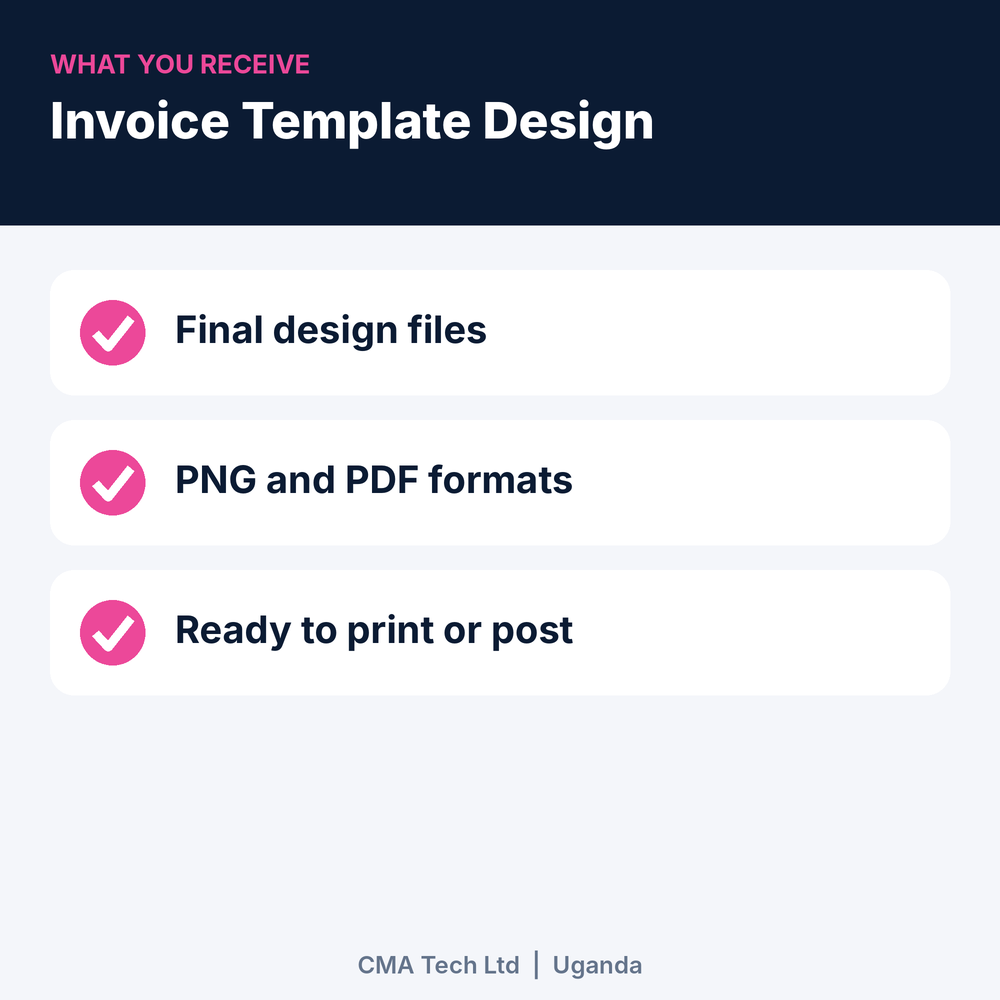 WHAT YOU RECEIVE
Invoice Template Design
Final design files
PNG and PDF formats
Ready to print or post
CMA Tech Ltd | Uganda